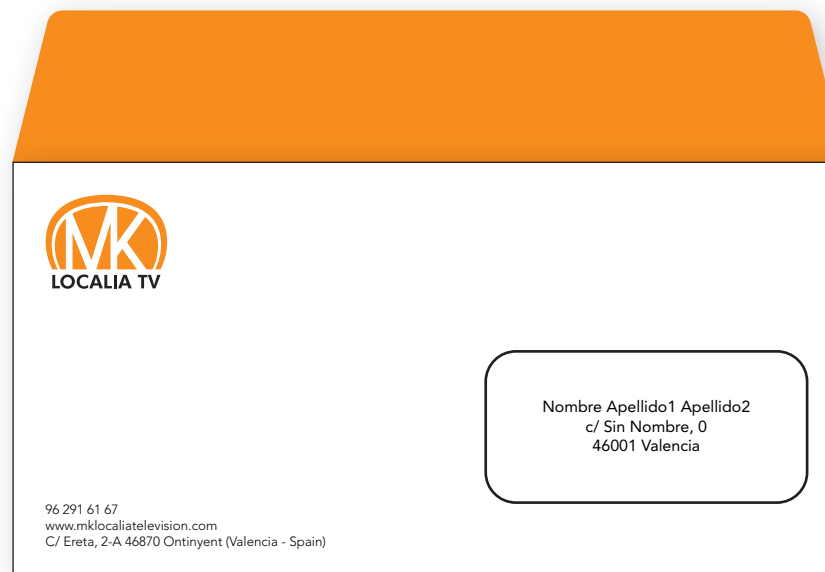 MK
LOCALIA TV
Nombre Apellido1 Apellido2
c/ Sin Nombre, 0
46001 Valencia
96 291 61 67
www.mklocaliatelevision.com
C/ Ereta, 2-A 46870 Ontinyent (Valencia - Spain)